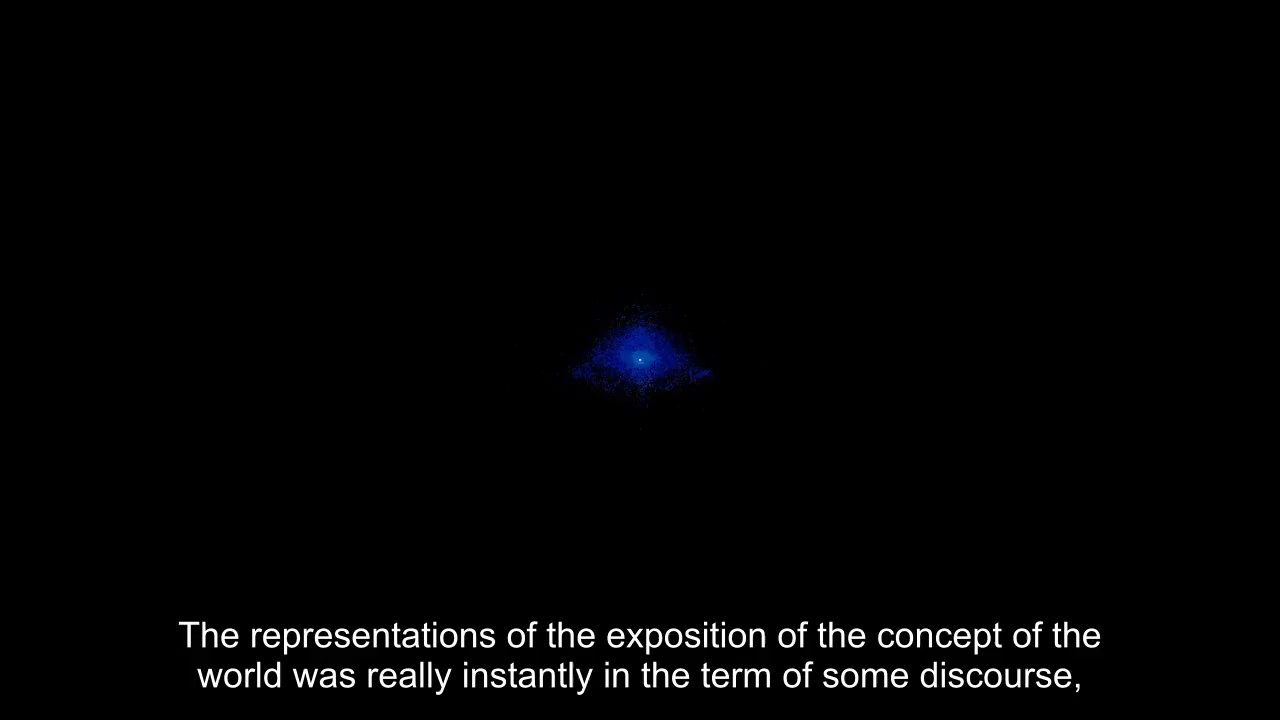 The representations of the exposition of the concept of the
world was really instantly in the term of some discourse,